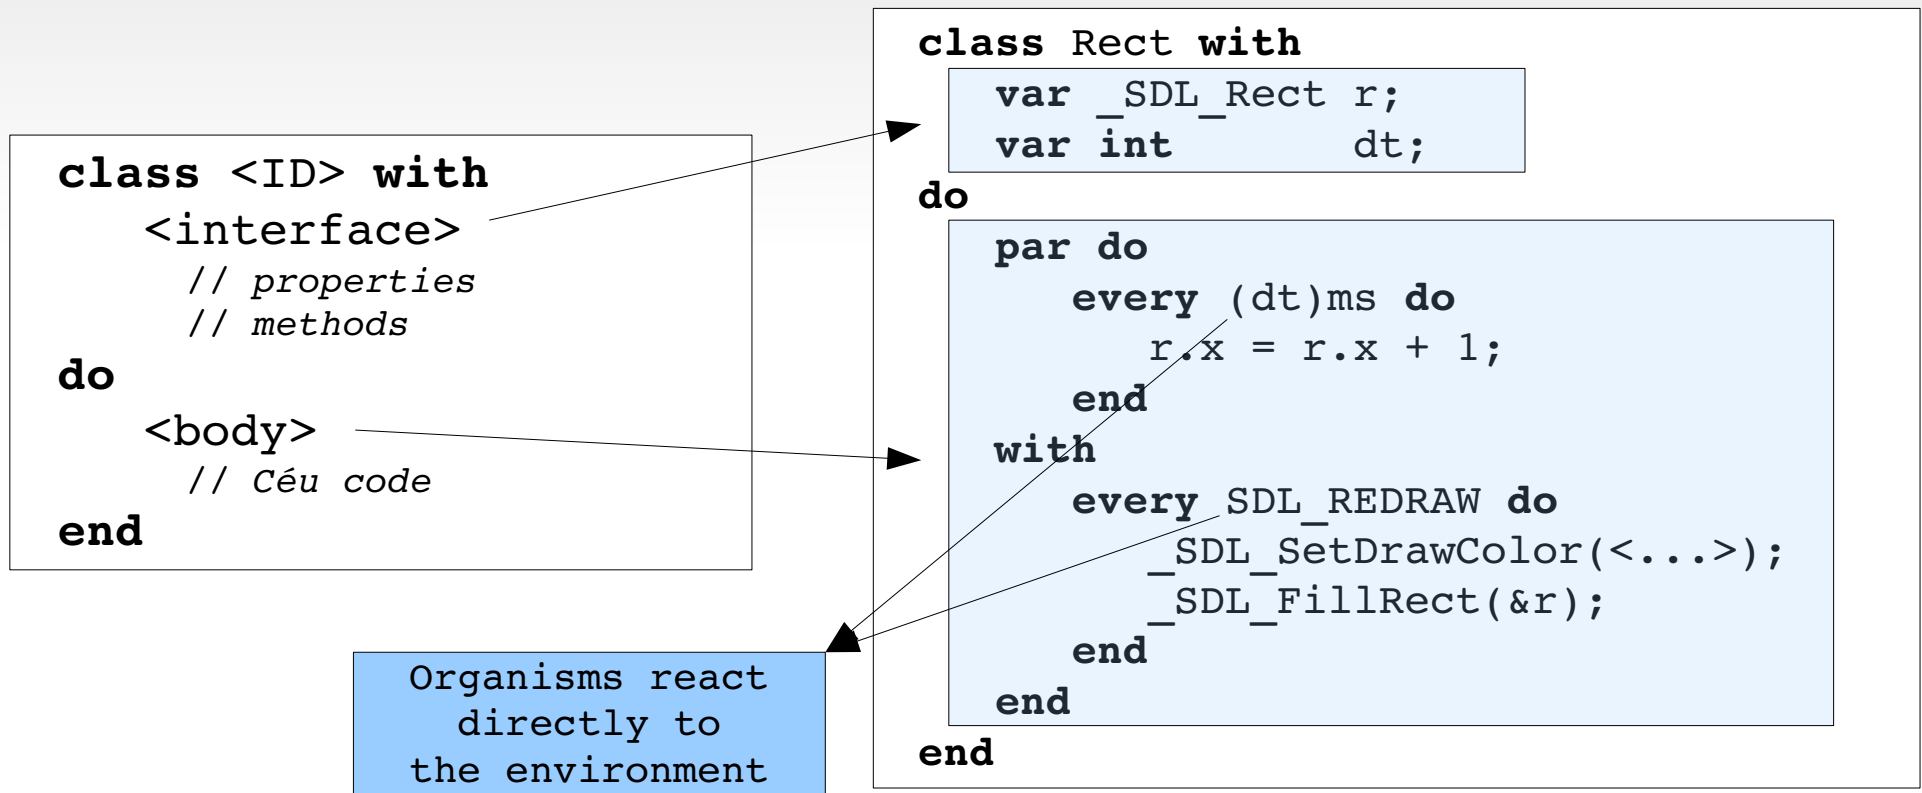 class <ID> with
<interface>
// properties
// methods
do
<body>
// Céu code
end
class Rect with
var _SDL_Rect r;
var int dt;
do
par do
every (dt)ms do
r.x = r.x + 1;
end
with
every SDL_REDRAW do
_SDL_SetDrawColor(<...>);
_SDL_FillRect(&r);
end
end
end
Organisms react
directly to
the environment